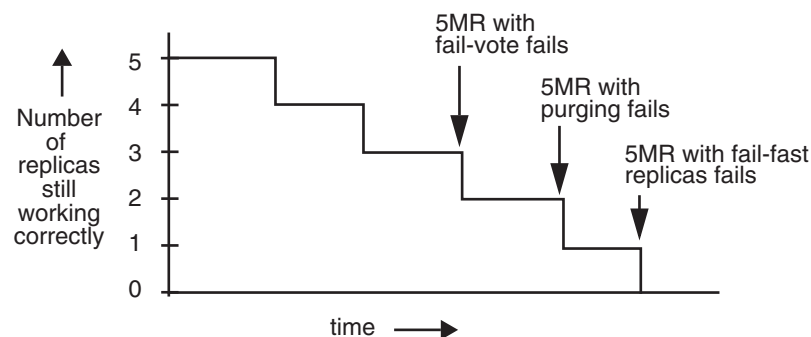 5MR with
fail-vote fails
5MR with
purging fails
5MR with fail-fast
replicas fails
Number
of
replicas
still
working
correctly
5
4
3
2
1
0
time